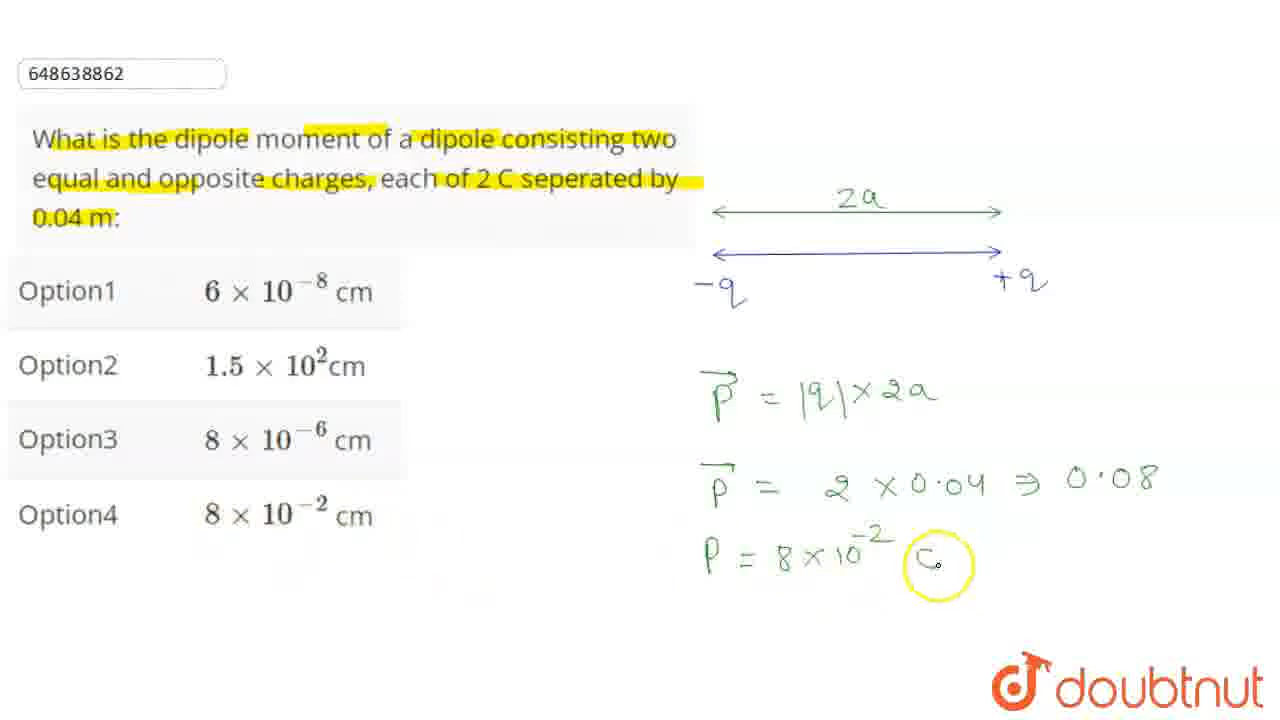 648638862
What is the dipole moment of a dipole consisting two
equal and opposite charges, each of 2 C seperated by
0.04 m:
Option1 6 × 10⁻⁸ cm
Option2 1.5 × 10²cm
Option3 8 × 10⁻⁶ cm
Option4 8 × 10⁻² cm
2a
-q +q
P = |q| × 2a
P = 2 × 0.04 ⇒ 0.08
P = 8 × 10⁻² C
doubtnut